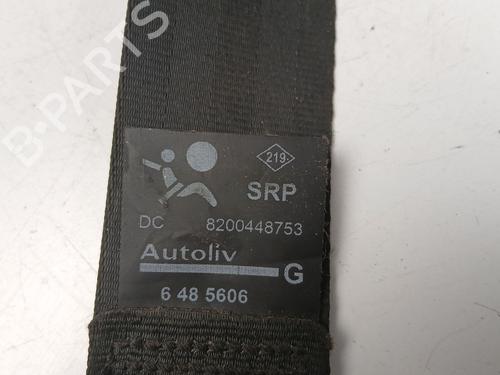 B-PARTS
219
SRP
DC 8200448753
Autoliv
G
6 48 5606